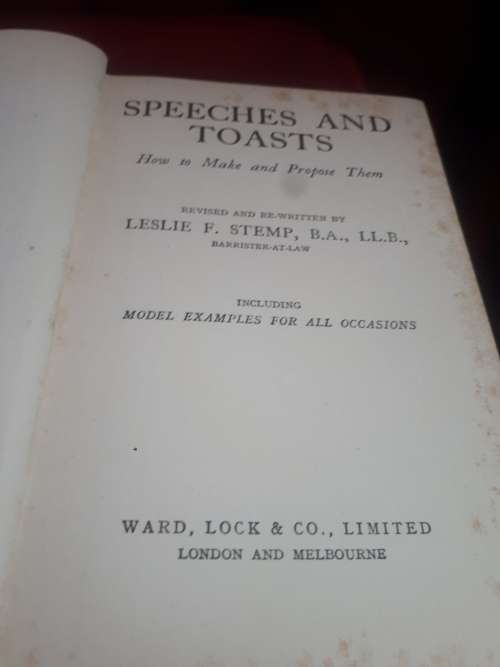 SPEECHES AND
TOASTS
How to Make and Propose Them
REVISED AND RE-WRITTEN BY
LESLIE F. STEMP, B.A., LL.B.,
BARRISTER-AT-LAW
INCLUDING
MODEL EXAMPLES FOR ALL OCCASIONS
WARD, LOCK & CO., LIMITED
LONDON AND MELBOURNE